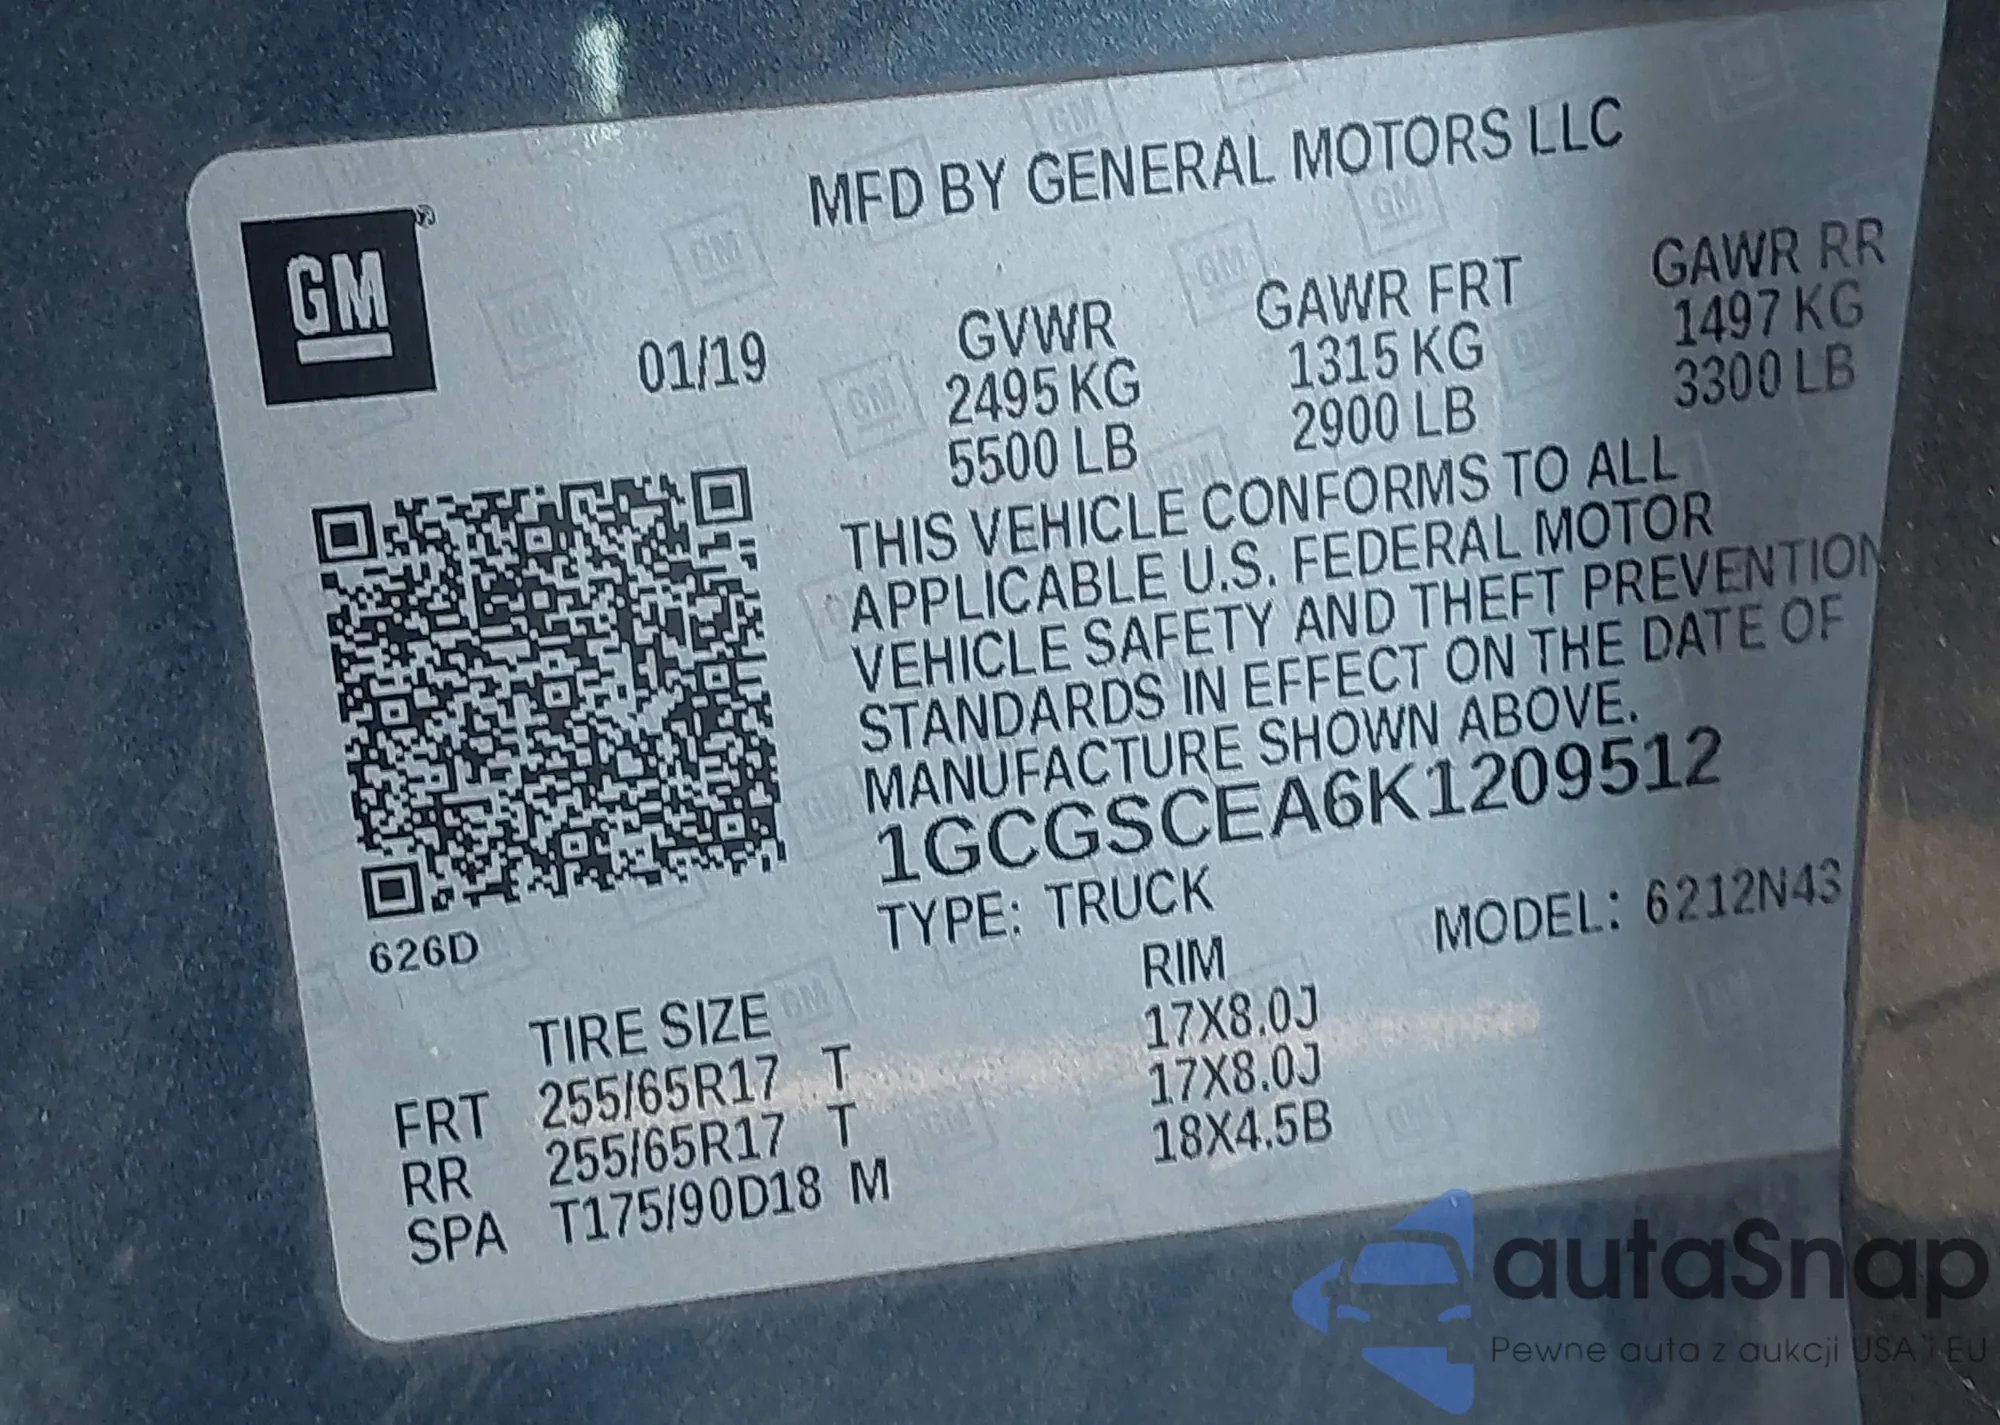 MFD BY GENERAL MOTORS LLC
GM®
01/19
GVWR
2495 KG
5500 LB
GAWR FRT
1315 KG
2900 LB
GAWR RR
1497 KG
3300 LB
THIS VEHICLE CONFORMS TO ALL
APPLICABLE U.S. FEDERAL MOTOR
VEHICLE SAFETY AND THEFT PREVENTION
STANDARDS IN EFFECT ON THE DATE OF
MANUFACTURE SHOWN ABOVE.
1GCGSCEA6K1209512
TYPE: TRUCK
MODEL: 6212N43
626D
TIRE SIZE RIM
FRT 255/65R17 T 17X8.0J
RR 255/65R17 T 17X8.0J
SPA T175/90D18 M 18X4.5B
autaSnap
Pewne auta z aukcji USA i EU